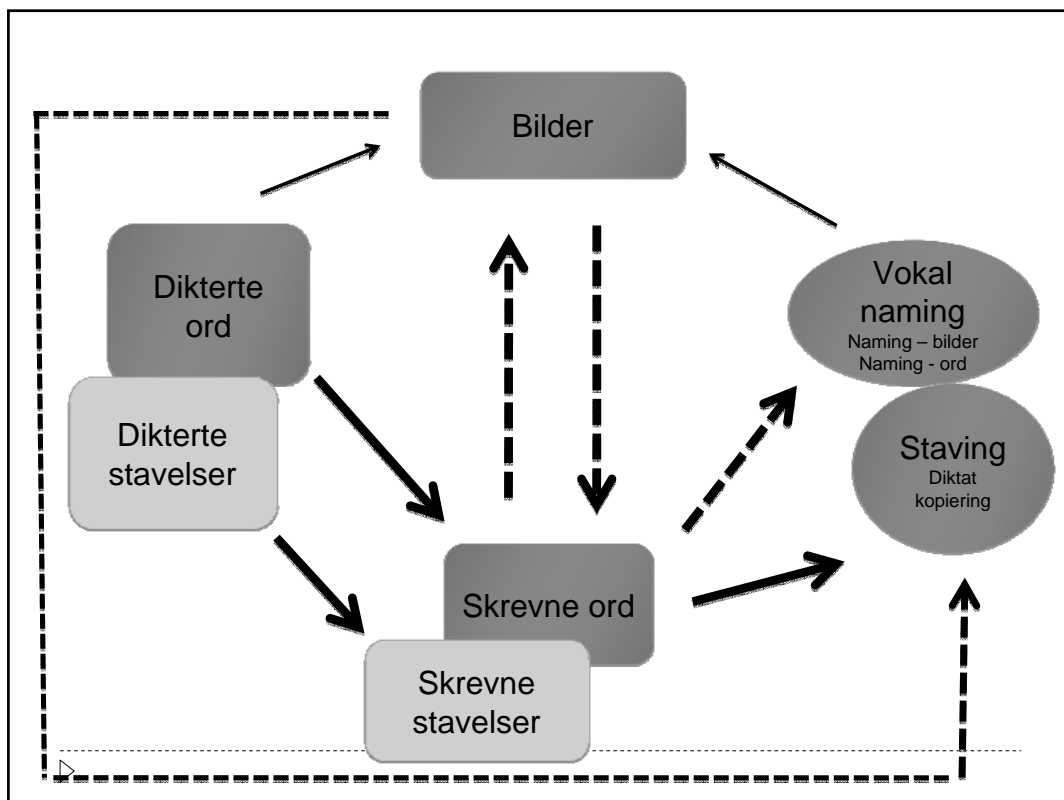 Bilder
Dikterte
ord
Vokal
naming
Naming – bilder
Naming - ord
Dikterte
stavelser
Staving
Diktat
kopiering
Skrevne ord
Skrevne
stavelser